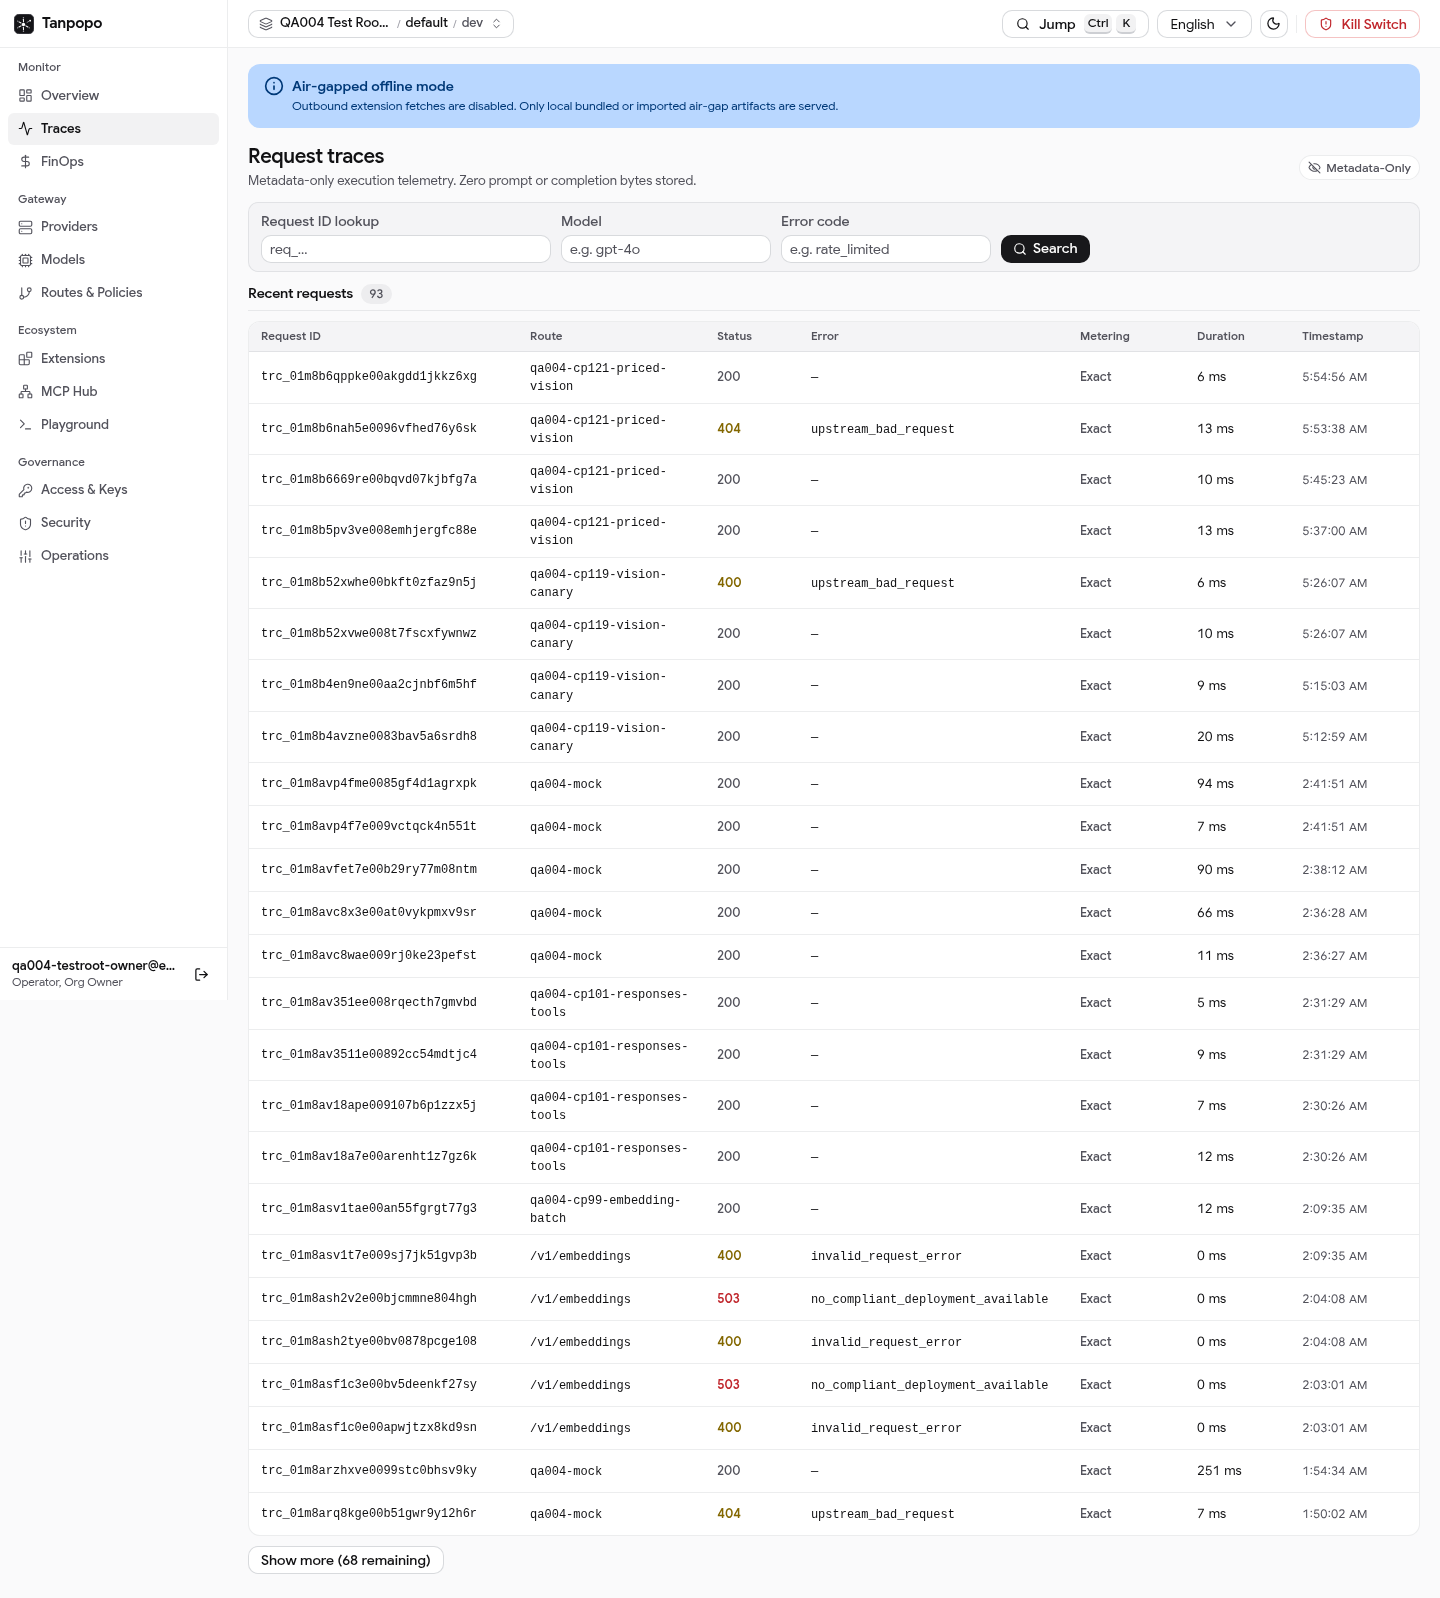 Tanpopo
QA004 Test Roo... / default / dev
Jump Ctrl K
English
Kill Switch
Monitor
Overview
Traces
FinOps
Gateway
Providers
Models
Routes & Policies
Ecosystem
Extensions
MCP Hub
Playground
Governance
Access & Keys
Security
Operations
qa004-testroot-owner@e...
Operator, Org Owner
Air-gapped offline mode
Outbound extension fetches are disabled. Only local bundled or imported air-gap artifacts are served.
Request traces
Metadata-only execution telemetry. Zero prompt or completion bytes stored.
Metadata-Only
Request ID lookup Model Error code
req_... e.g. gpt-4o e.g. rate_limited Search
Recent requests 93
Request ID Route Status Error Metering Duration Timestamp
trc_01m8b6qppke00akgdd1jkkz6xg qa004-cp121-priced-vision 200 — Exact 6 ms 5:54:56 AM
trc_01m8b6nah5e0096vfhed76y6sk qa004-cp121-priced-vision 404 upstream_bad_request Exact 13 ms 5:53:38 AM
trc_01m8b6669re00bqvd07kjbfg7a qa004-cp121-priced-vision 200 — Exact 10 ms 5:45:23 AM
trc_01m8b5pv3ve008emhjergfc88e qa004-cp121-priced-vision 200 — Exact 13 ms 5:37:00 AM
trc_01m8b52xwhe00bkft0zfaz9n5j qa004-cp119-vision-canary 400 upstream_bad_request Exact 6 ms 5:26:07 AM
trc_01m8b52xvwe008t7fscxfywnwz qa004-cp119-vision-canary 200 — Exact 10 ms 5:26:07 AM
trc_01m8b4en9ne00aa2cjnbf6m5hf qa004-cp119-vision-canary 200 — Exact 9 ms 5:15:03 AM
trc_01m8b4avzne0083bav5a6srdh8 qa004-cp119-vision-canary 200 — Exact 20 ms 5:12:59 AM
trc_01m8avp4fme0085gf4d1agrxpk qa004-mock 200 — Exact 94 ms 2:41:51 AM
trc_01m8avp4f7e009vctqck4n551t qa004-mock 200 — Exact 7 ms 2:41:51 AM
trc_01m8avfet7e00b29ry77m08ntm qa004-mock 200 — Exact 90 ms 2:38:12 AM
trc_01m8avc8x3e00at0vykpmxv9sr qa004-mock 200 — Exact 66 ms 2:36:28 AM
trc_01m8avc8wae009rj0ke23pefst qa004-mock 200 — Exact 11 ms 2:36:27 AM
trc_01m8av351ee008rqecth7gmvbd qa004-cp101-responses-tools 200 — Exact 5 ms 2:31:29 AM
trc_01m8av3511e00892cc54mdtjc4 qa004-cp101-responses-tools 200 — Exact 9 ms 2:31:29 AM
trc_01m8av18ape009107b6p1zzx5j qa004-cp101-responses-tools 200 — Exact 7 ms 2:30:26 AM
trc_01m8av18a7e00arenht1z7gz6k qa004-cp101-responses-tools 200 — Exact 12 ms 2:30:26 AM
trc_01m8asv1tae00an55fgrgt77g3 qa004-cp99-embedding-batch 200 — Exact 12 ms 2:09:35 AM
trc_01m8asv1t7e009sj7jk51gvp3b /v1/embeddings 400 invalid_request_error Exact 0 ms 2:09:35 AM
trc_01m8ash2v2e00bjcmmne804hgh /v1/embeddings 503 no_compliant_deployment_available Exact 0 ms 2:04:08 AM
trc_01m8ash2tye00bv0878pcge108 /v1/embeddings 400 invalid_request_error Exact 0 ms 2:04:08 AM
trc_01m8asf1c3e00bv5deenkf27sy /v1/embeddings 503 no_compliant_deployment_available Exact 0 ms 2:03:01 AM
trc_01m8asf1c0e00apwjtzx8kd9sn /v1/embeddings 400 invalid_request_error Exact 0 ms 2:03:01 AM
trc_01m8arzhxve0099stc0bhsv9ky qa004-mock 200 — Exact 251 ms 1:54:34 AM
trc_01m8arq8kge00b51gwr9y12h6r qa004-mock 404 upstream_bad_request Exact 7 ms 1:50:02 AM
Show more (68 remaining)